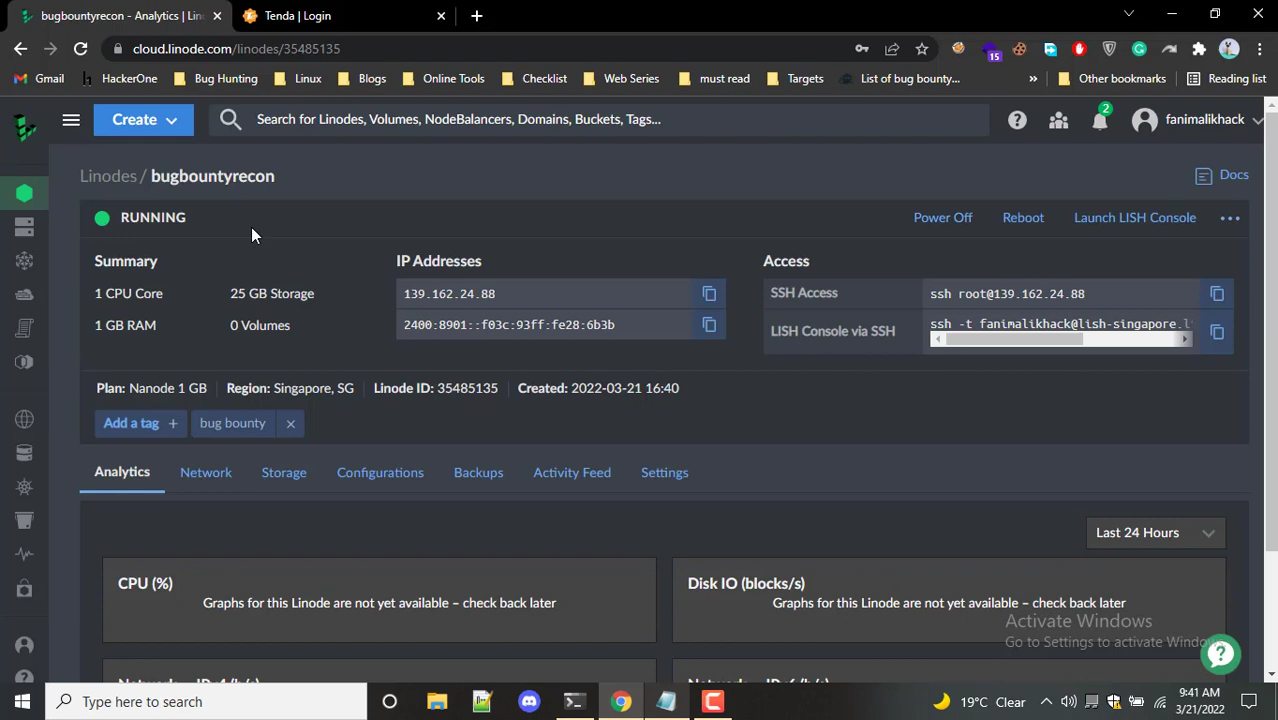 bugbountyrecon - Analytics | Lin
Tenda | Login
cloud.linode.com/linodes/35485135
15
Gmail
HackerOne
Bug Hunting
Linux
Blogs
Online Tools
Checklist
Web Series
must read
Targets
List of bug bounty...
»
Other bookmarks
Reading list
Create
Search for Linodes, Volumes, NodeBalancers, Domains, Buckets, Tags...
2
fanimalikhack
Linodes / bugbountyrecon
Docs
RUNNING
Power Off
Reboot
Launch LISH Console
Summary
IP Addresses
Access
1 CPU Core
25 GB Storage
139.162.24.88
SSH Access
ssh root@139.162.24.88
1 GB RAM
0 Volumes
2400:8901::f03c:93ff:fe28:6b3b
LISH Console via SSH
ssh -t fanimalikhack@lish-singapore.l
Plan: Nanode 1 GB
Region: Singapore, SG
Linode ID: 35485135
Created: 2022-03-21 16:40
Add a tag +
bug bounty
Analytics
Network
Storage
Configurations
Backups
Activity Feed
Settings
Last 24 Hours
CPU (%)
Graphs for this Linode are not yet available – check back later
Disk IO (blocks/s)
Graphs for this Linode are not yet available – check back later
Activate Windows
Go to Settings to activate Windows
Type here to search
19°C Clear
9:41 AM
3/21/2022